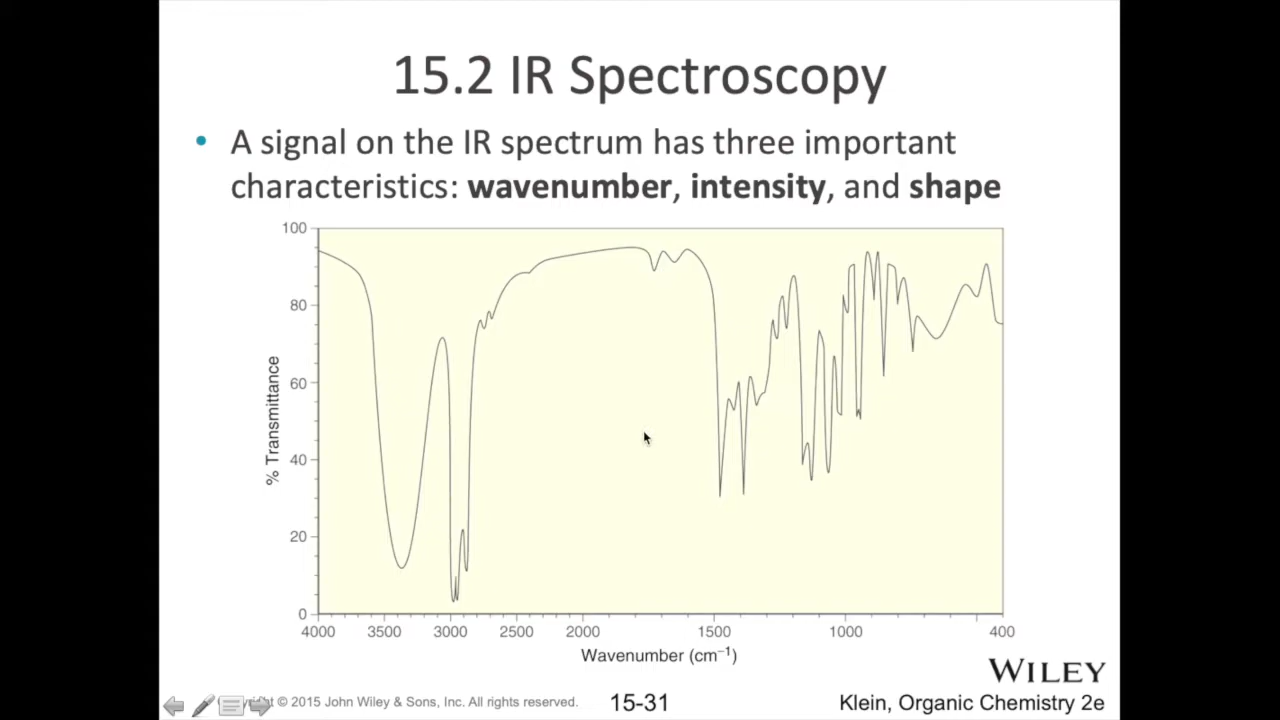 15.2 IR Spectroscopy
• A signal on the IR spectrum has three important
characteristics: wavenumber, intensity, and shape
100
80
60
40
20
0
% Transmittance
4000 3500 3000 2500 2000 1500 1000 400
Wavenumber (cm⁻¹)
WILEY
© 2015 John Wiley & Sons, Inc. All rights reserved.
15-31
Klein, Organic Chemistry 2e